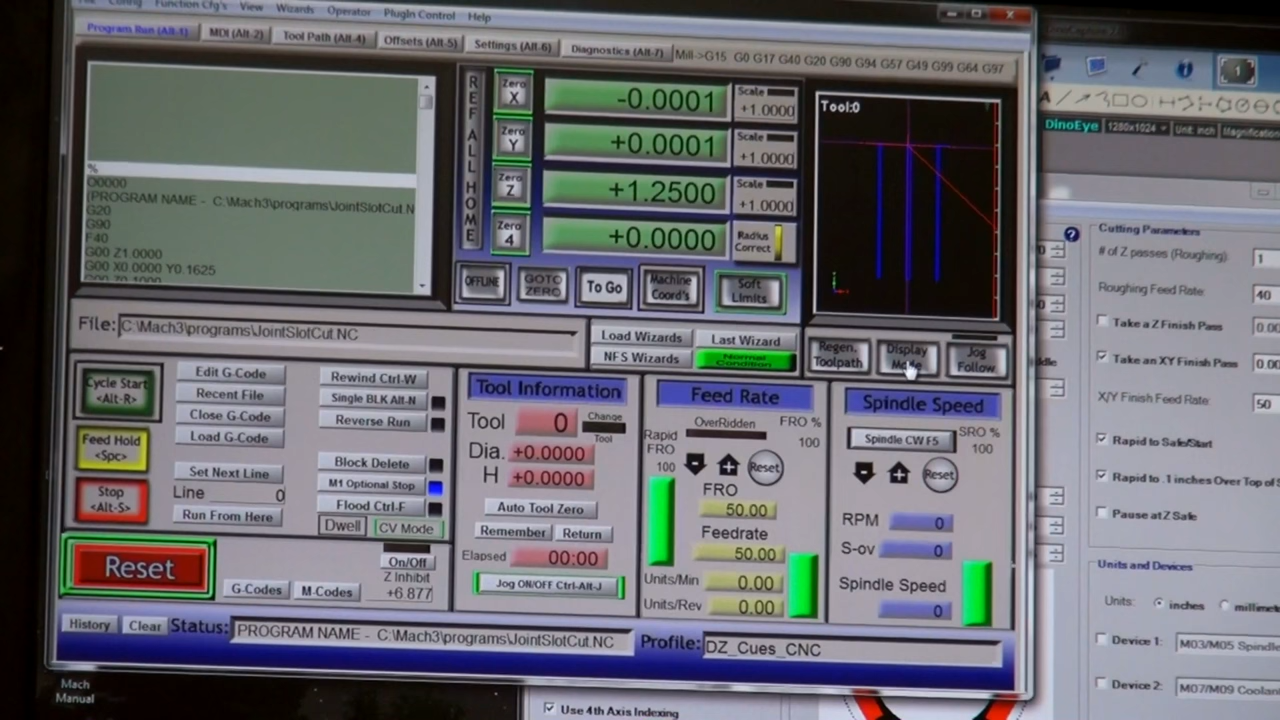 Function Cfg's View Wizards Operator PlugIn Control Help
Program Run (Alt-1) MDI (Alt-2) Tool Path (Alt-4) Offsets (Alt-5) Settings (Alt-6) Diagnostics (Alt-7) Mill->G15 G0 G17 G40 G20 G90 G94 G57 G49 G99 G64 G97
%
O0000
(PROGRAM NAME - C:\Mach3\programs\JointSlotCut.N
G20
G90
F40
G00 Z1.0000
G00 X0.0000 Y0.1625
REF ALL HOME
Zero X -0.0001 Scale +1.0000
Zero Y +0.0001 Scale +1.0000
Zero Z +1.2500 Scale +1.0000
Zero 4 +0.0000 Radius Correct
OFFLINE GOTO ZERO To Go Machine Coord's Soft Limits
Tool:0
File: C:\Mach3\programs\JointSlotCut.NC
Load Wizards Last Wizard
NFS Wizards Normal Condition
Regen. Toolpath Display Mode Jog Follow
Cycle Start <Alt-R>
Feed Hold <Spc>
Stop <Alt-S>
Reset
Edit G-Code
Recent File
Close G-Code
Load G-Code
Set Next Line
Line 0
Run From Here
Rewind Ctrl-W
Single BLK Alt-N
Reverse Run
Block Delete
M1 Optional Stop
Flood Ctrl-F
Dwell CV Mode
G-Codes M-Codes
On/Off
Z Inhibit
+6.877
Tool Information
Tool 0 Change Tool
Dia. +0.0000
H +0.0000
Auto Tool Zero
Remember Return
Elapsed 00:00
Jog ON/OFF Ctrl-Alt-J
Feed Rate
OverRidden FRO %
100
Rapid FRO
100
Reset
FRO
50.00
Feedrate
50.00
Units/Min 0.00
Units/Rev 0.00
Spindle Speed
Spindle CW F5 SRO %
100
Reset
RPM 0
S-ov 0
Spindle Speed
0
History Clear Status: PROGRAM NAME - C:\Mach3\programs\JointSlotCut.NC Profile: DZ_Cues_CNC
Mach
Manual
DinoEye 1280x1024 Unit: inch Magnification
Cutting Parameters
# of Z passes (Roughing): 1
Roughing Feed Rate: 40
Take a Z Finish Pass 0.00
Take an XY Finish Pass 0.00
X/Y Finish Feed Rate: 50
Rapid to Safe/Start
Rapid to .1 inches Over Top of
Pause at Z Safe
Units and Devices
Units: inches
Device 1: M03/M05 Spindle
Device 2: M07/M09 Coolan
Use 4th Axis Indexing